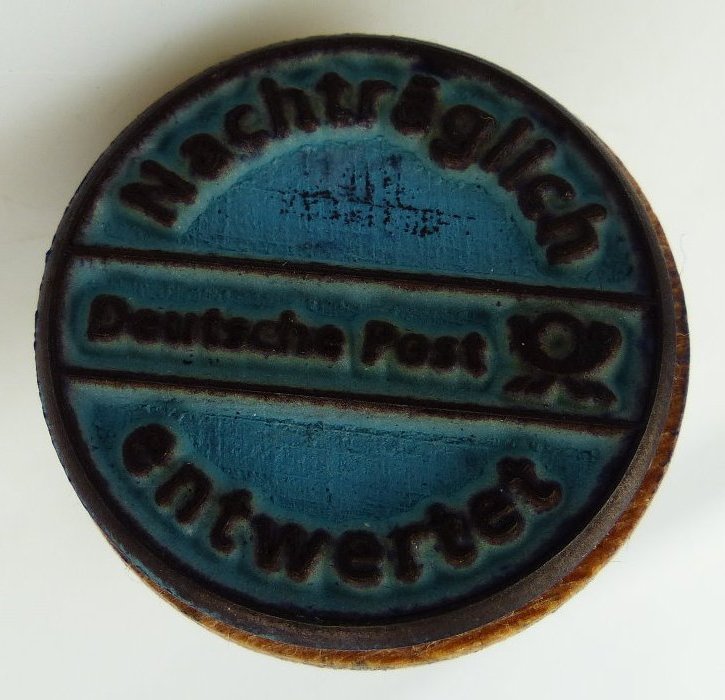 Nachträglich
Deutsche Post
entwertet